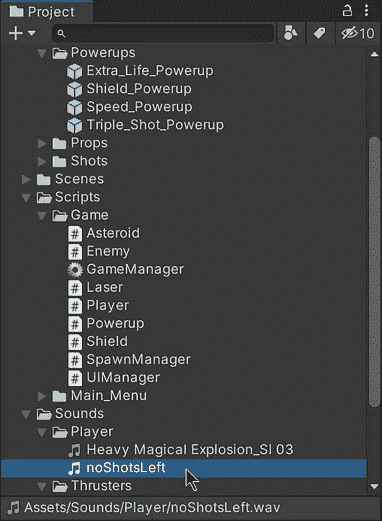 Project
10
Powerups
Extra_Life_Powerup
Shield_Powerup
Speed_Powerup
Triple_Shot_Powerup
Props
Shots
Scenes
Scripts
Game
Asteroid
Enemy
GameManager
Laser
Player
Powerup
Shield
SpawnManager
UIManager
Main_Menu
Sounds
Player
Heavy Magical Explosion_SI 03
noShotsLeft
Thrusters
Assets/Sounds/Player/noShotsLeft.wav